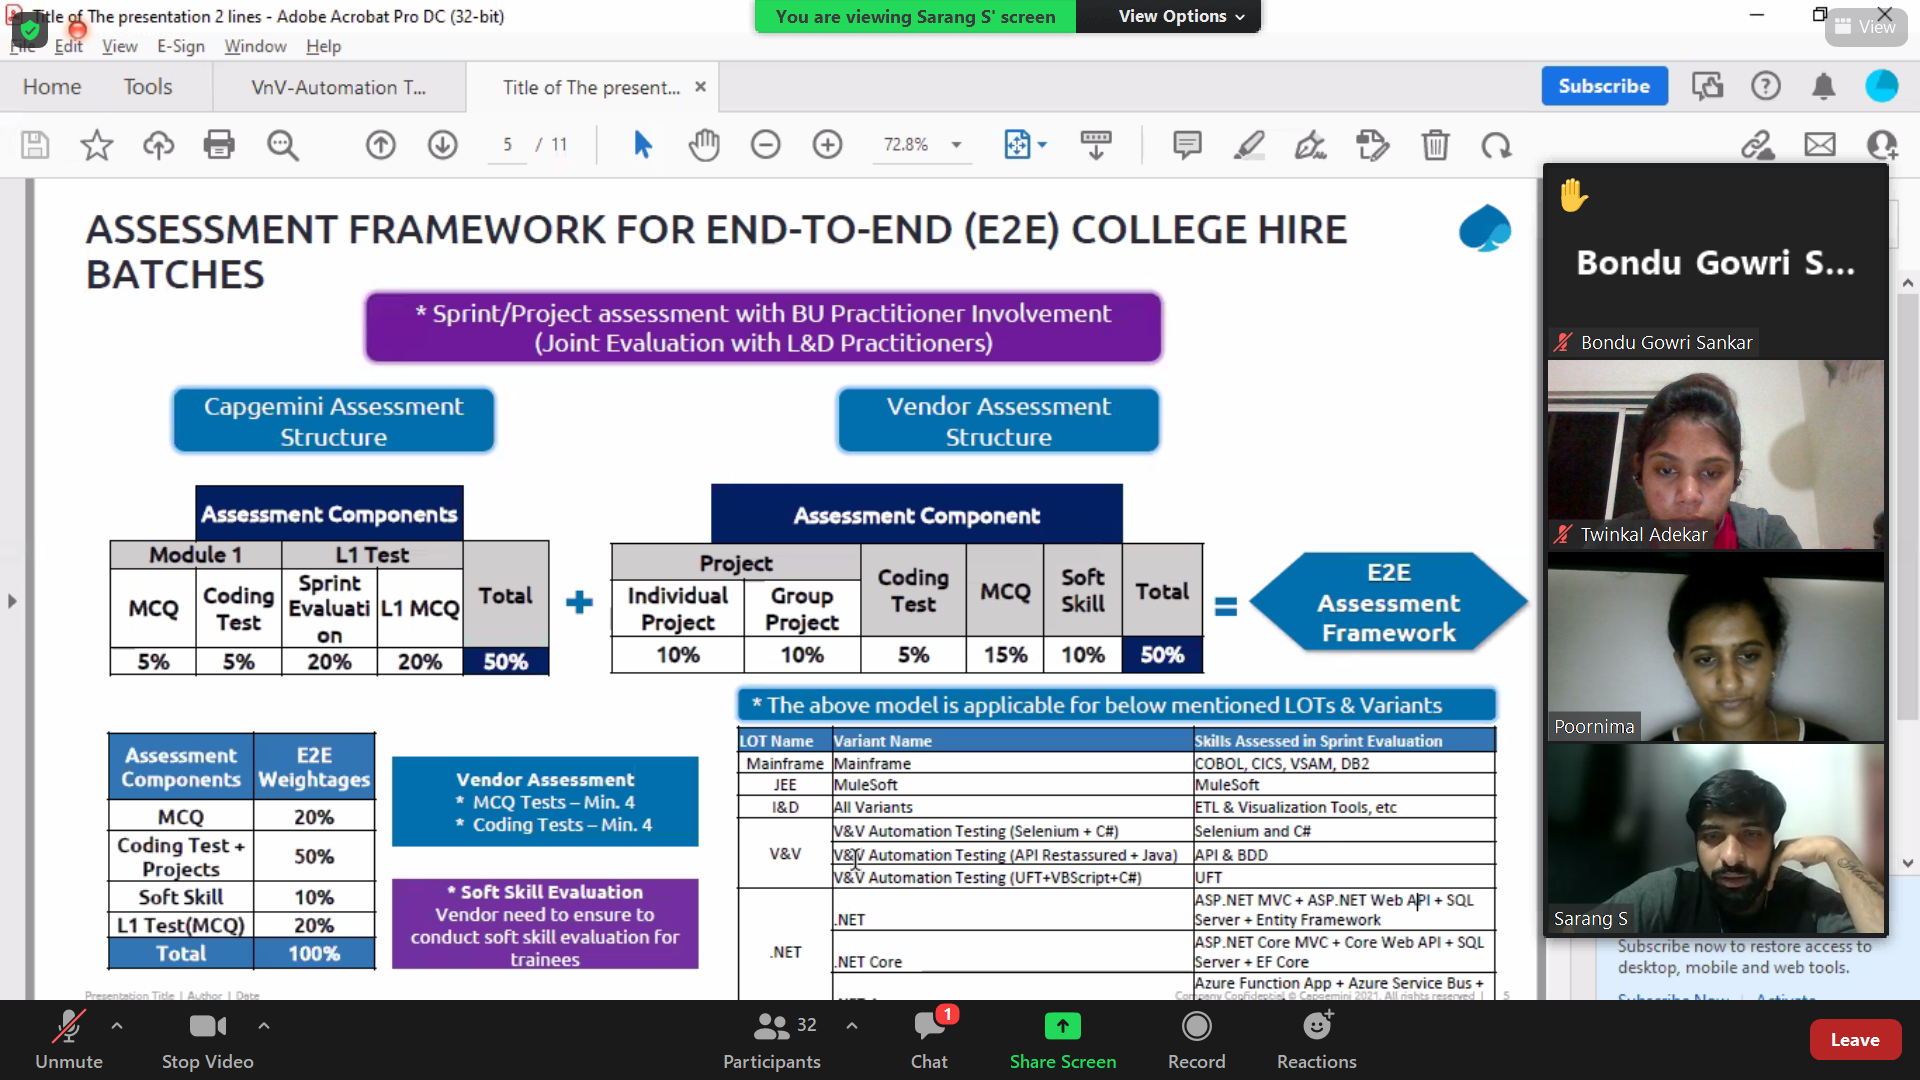 Title of The presentation 2 lines - Adobe Acrobat Pro DC (32-bit)
You are viewing Sarang S' screen
View Options
View
File Edit View E-Sign Window Help
Home Tools VnV-Automation T... Title of The present... ×
Subscribe
5 / 11
72.8%
ASSESSMENT FRAMEWORK FOR END-TO-END (E2E) COLLEGE HIRE
BATCHES
* Sprint/Project assessment with BU Practitioner Involvement
(Joint Evaluation with L&D Practitioners)
Capgemini Assessment
Structure
Vendor Assessment
Structure
Assessment Components
Module 1 L1 Test
MCQ
Coding
Test
Sprint
Evaluati
on
L1 MCQ
Total
5% 5% 20% 20% 50%
+
Assessment Component
Project
Individual
Project
Group
Project
Coding
Test
MCQ
Soft
Skill
Total
10% 10% 5% 15% 10% 50%
=
E2E
Assessment
Framework
Assessment
Components
E2E
Weightages
MCQ 20%
Coding Test +
Projects
50%
Soft Skill 10%
L1 Test(MCQ) 20%
Total 100%
Vendor Assessment
* MCQ Tests – Min. 4
* Coding Tests – Min. 4
* Soft Skill Evaluation
Vendor need to ensure to
conduct soft skill evaluation for
trainees
* The above model is applicable for below mentioned LOTs & Variants
LOT Name Variant Name Skills Assessed in Sprint Evaluation
Mainframe Mainframe COBOL, CICS, VSAM, DB2
JEE MuleSoft MuleSoft
I&D All Variants ETL & Visualization Tools, etc
V&V
V&V Automation Testing (Selenium + C#) Selenium and C#
V&V Automation Testing (API Restassured + Java) API & BDD
V&V Automation Testing (UFT+VBScript+C#) UFT
.NET
.NET
ASP.NET MVC + ASP.NET Web API + SQL
Server + Entity Framework
.NET Core
ASP.NET Core MVC + Core Web API + SQL
Server + EF Core
Azure Function App + Azure Service Bus +
Presentation Title | Author | Date
Company Confidential © Capgemini 2021. All rights reserved | 5
Bondu Gowri S...
Bondu Gowri Sankar
Twinkal Adekar
Poornima
Sarang S
Subscribe now to restore access to
desktop, mobile and web tools.
Subscribe Now Activate
Unmute
Stop Video
32
Participants
1
Chat
Share Screen
Record
Reactions
Leave